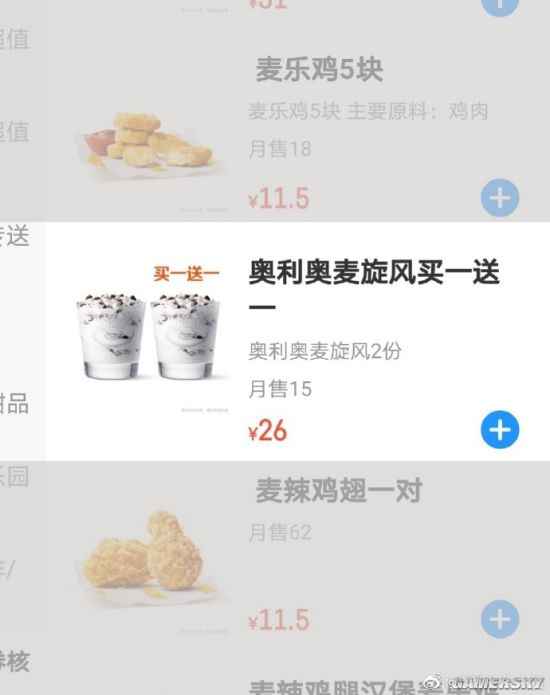 ¥31
超值
麦乐鸡5块
麦乐鸡5块 主要原料：鸡肉
超值
月售18
¥11.5
专送
买一送一
奥利奥麦旋风买一送
一
奥利奥麦旋风2份
月售15
甜品
¥26
乐园
麦辣鸡翅一对
月售62
¥11.5
券核
麦辣鸡腿汉堡套
GAMERSKY